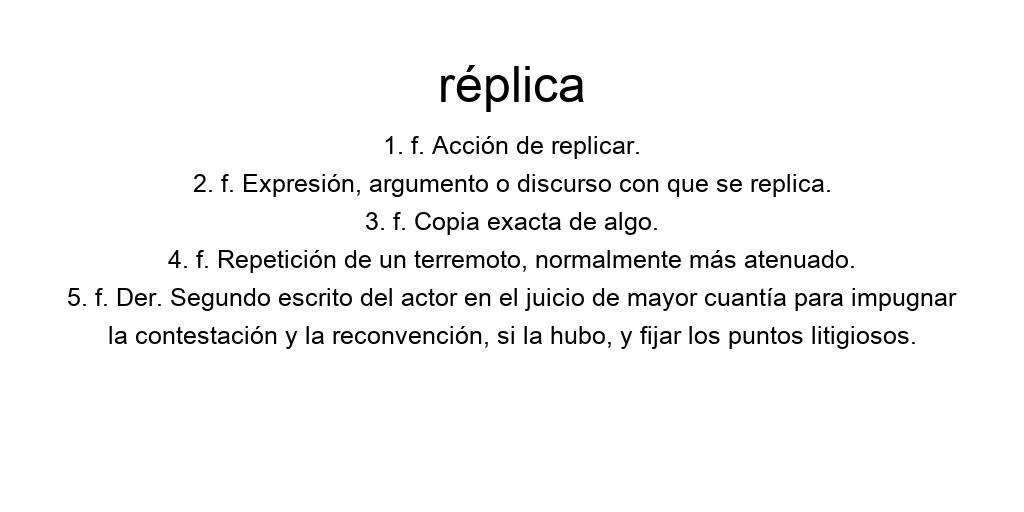 réplica
1. f. Acción de replicar.
2. f. Expresión, argumento o discurso con que se replica.
3. f. Copia exacta de algo.
4. f. Repetición de un terremoto, normalmente más atenuado.
5. f. Der. Segundo escrito del actor en el juicio de mayor cuantía para impugnar
la contestación y la reconvención, si la hubo, y fijar los puntos litigiosos.